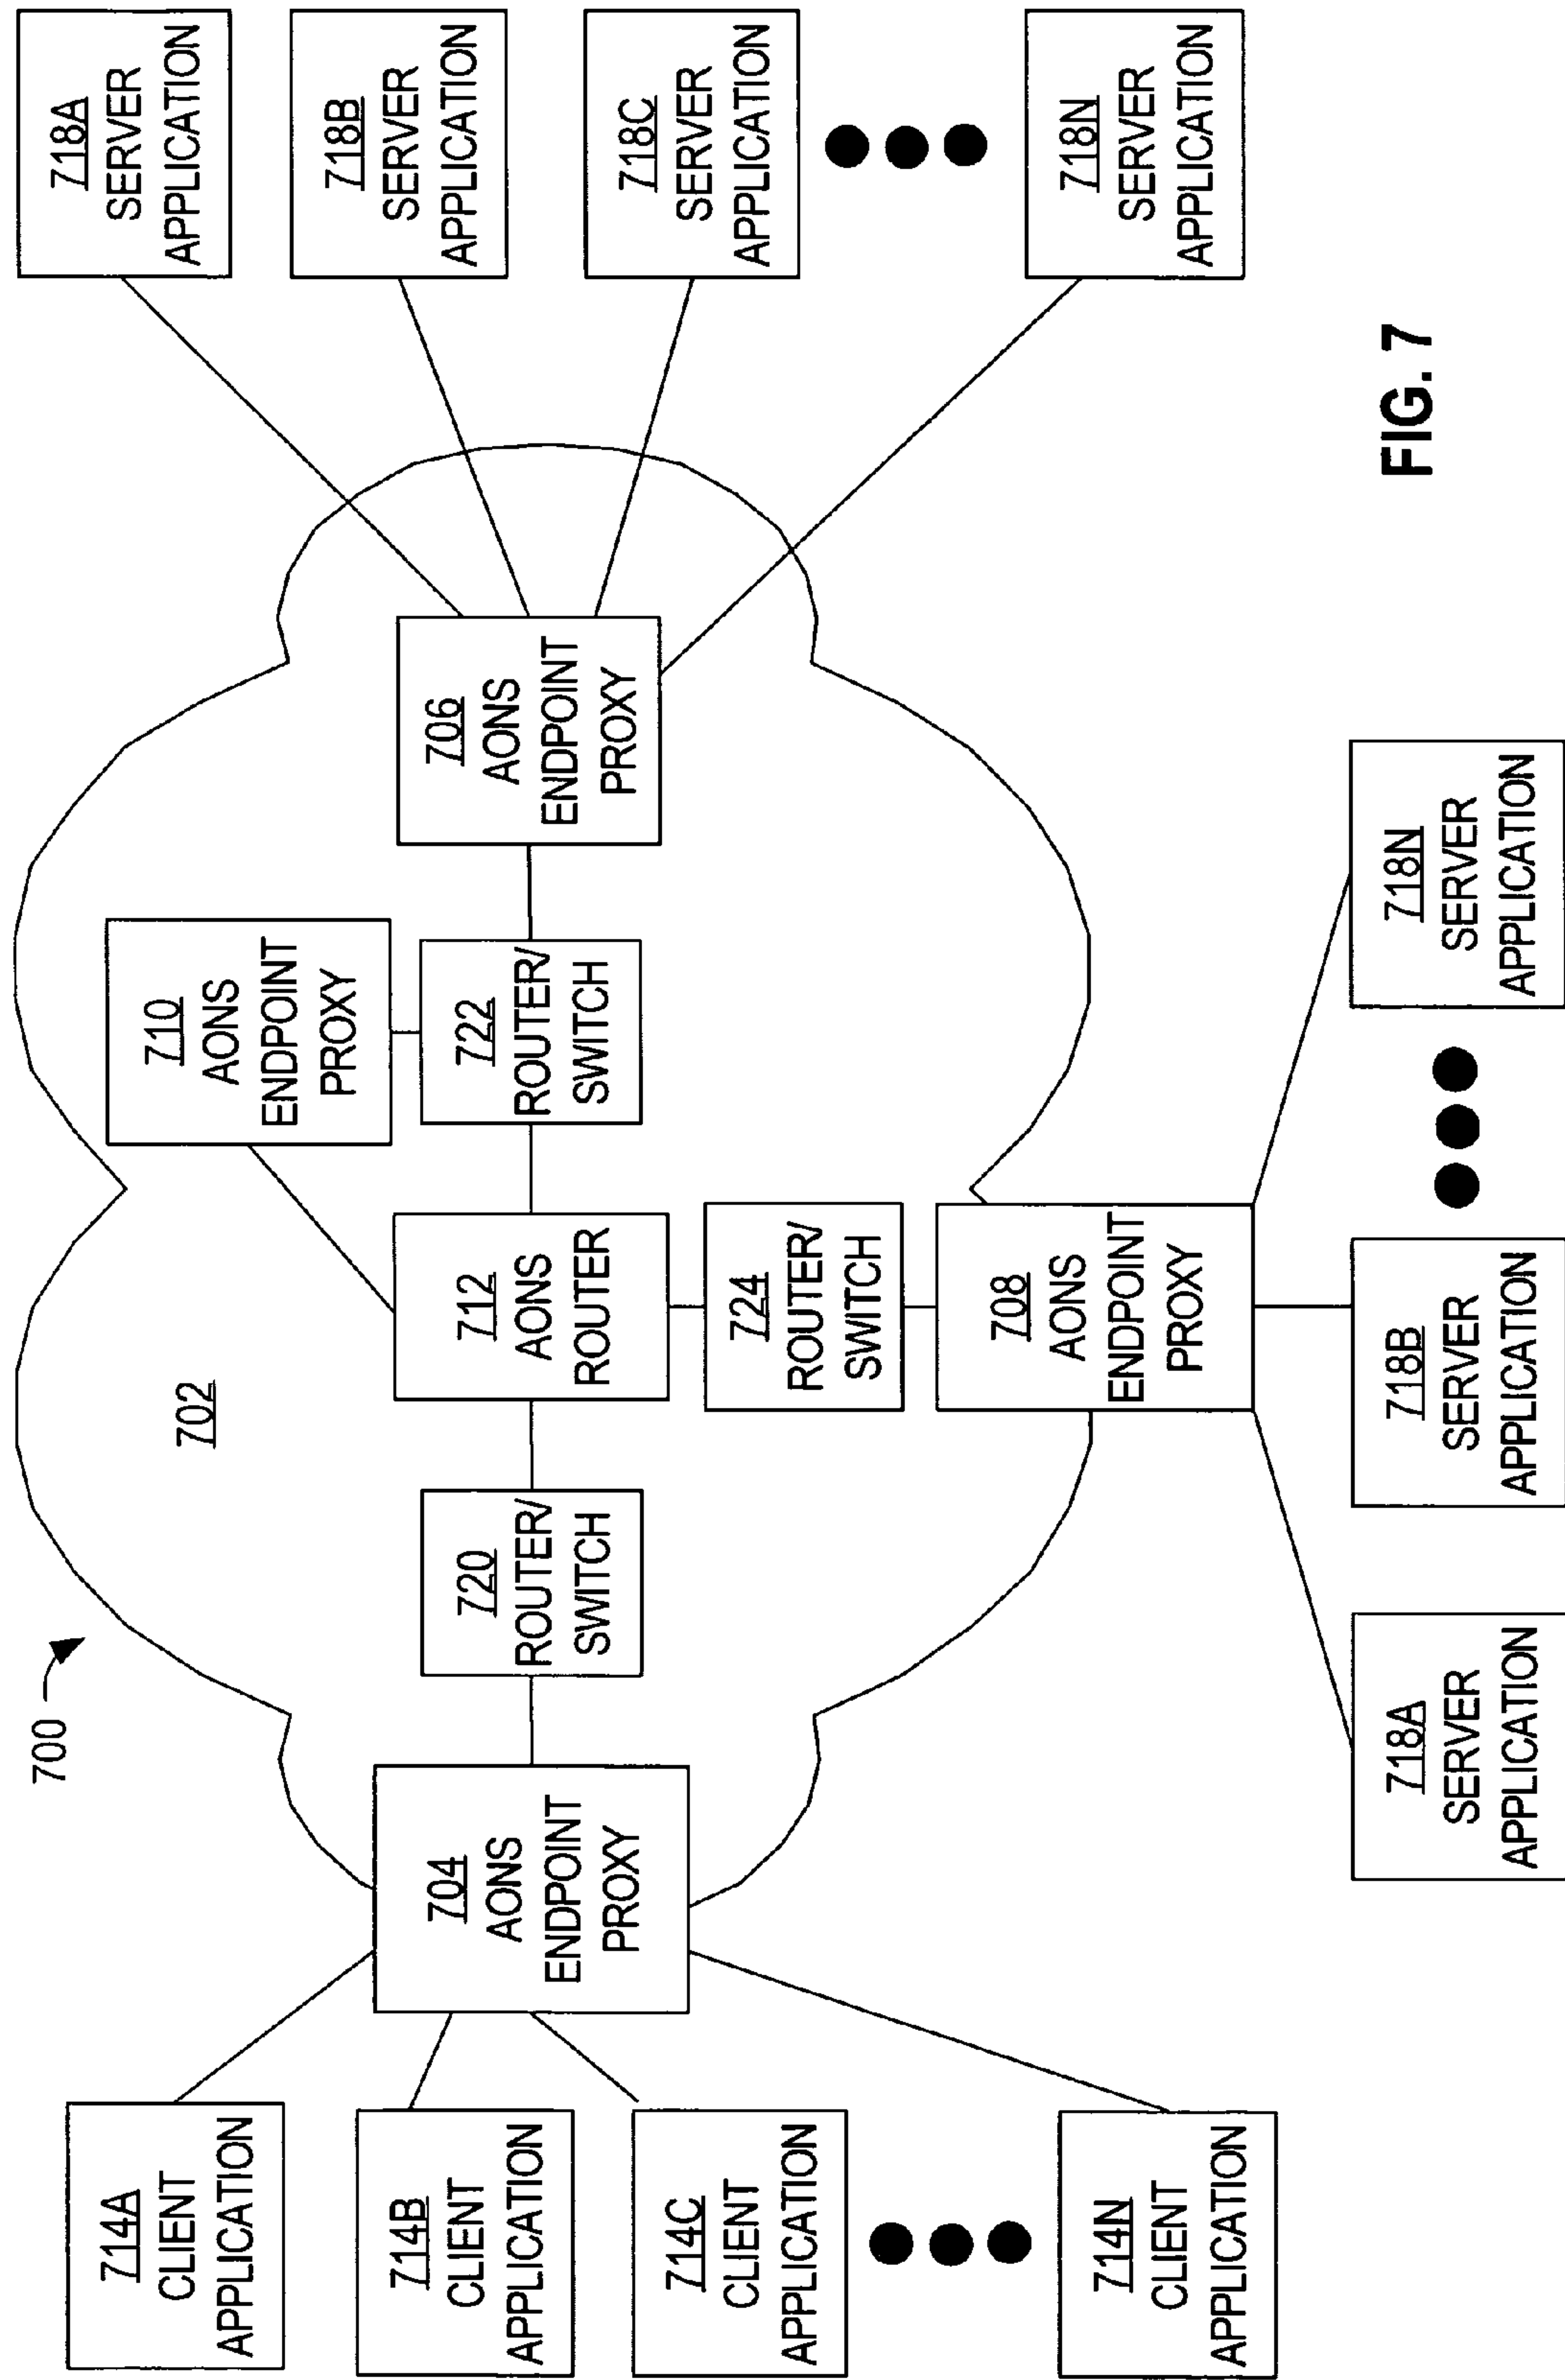 700
702
714A
CLIENT
APPLICATION
714B
CLIENT
APPLICATION
714C
CLIENT
APPLICATION
714N
CLIENT
APPLICATION
704
AONS
ENDPOINT
PROXY
720
ROUTER/
SWITCH
712
AONS
ROUTER
710
AONS
ENDPOINT
PROXY
722
ROUTER/
SWITCH
706
AONS
ENDPOINT
PROXY
724
ROUTER/
SWITCH
708
AONS
ENDPOINT
PROXY
718A
SERVER
APPLICATION
718B
SERVER
APPLICATION
718C
SERVER
APPLICATION
718N
SERVER
APPLICATION
718A
SERVER
APPLICATION
718B
SERVER
APPLICATION
718N
SERVER
APPLICATION
FIG. 7